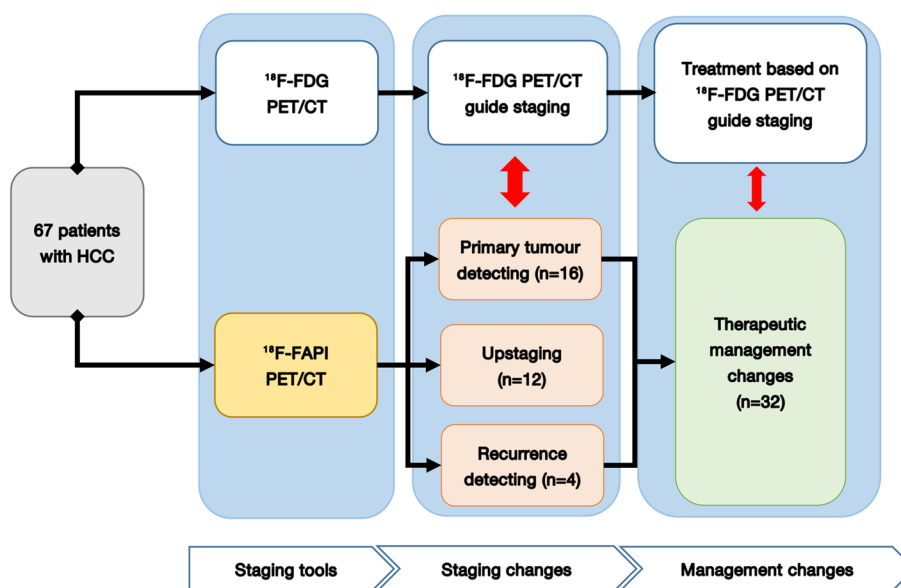 67 patients
with HCC
¹⁸F-FDG
PET/CT
¹⁸F-FDG PET/CT
guide staging
Treatment based on
¹⁸F-FDG PET/CT
guide staging
¹⁸F-FAPI
PET/CT
Primary tumour
detecting (n=16)
Upstaging
(n=12)
Recurrence
detecting (n=4)
Therapeutic
management
changes
(n=32)
Staging tools
Staging changes
Management changes